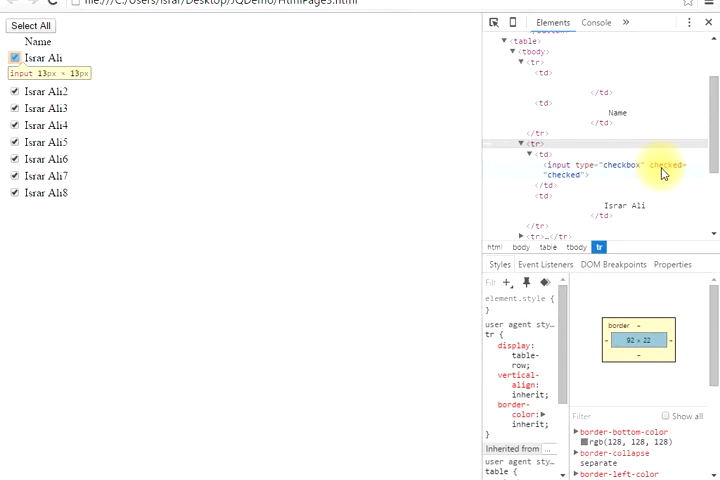 file:///C:/Users/Israr/Desktop/JQDemo/HtmlPage3.html
Select All
Name
Israr Ali
input 13px × 13px
Israr Ali2
Israr Ali3
Israr Ali4
Israr Ali5
Israr Ali6
Israr Ali7
Israr Ali8
Elements Console »
<table>
<tbody>
<tr>
<td>
</td>
<td>
Name
</td>
</tr>
<tr>
<td>
<input type="checkbox" checked=
"checked">
</td>
<td>
Israr Ali
</td>
</tr>
<tr>…</tr>
html body table tbody tr
Styles Event Listeners DOM Breakpoints Properties
Filt
element.style {
}
user agent sty…
tr {
display:
table-
row;
vertical-
align:
inherit;
border-
color:
inherit;
}
Inherited from ...
user agent sty…
table {
border -
92 × 22
Filter Show all
border-bottom-color
rgb(128, 128, 128)
border-collapse
separate
border-left-color